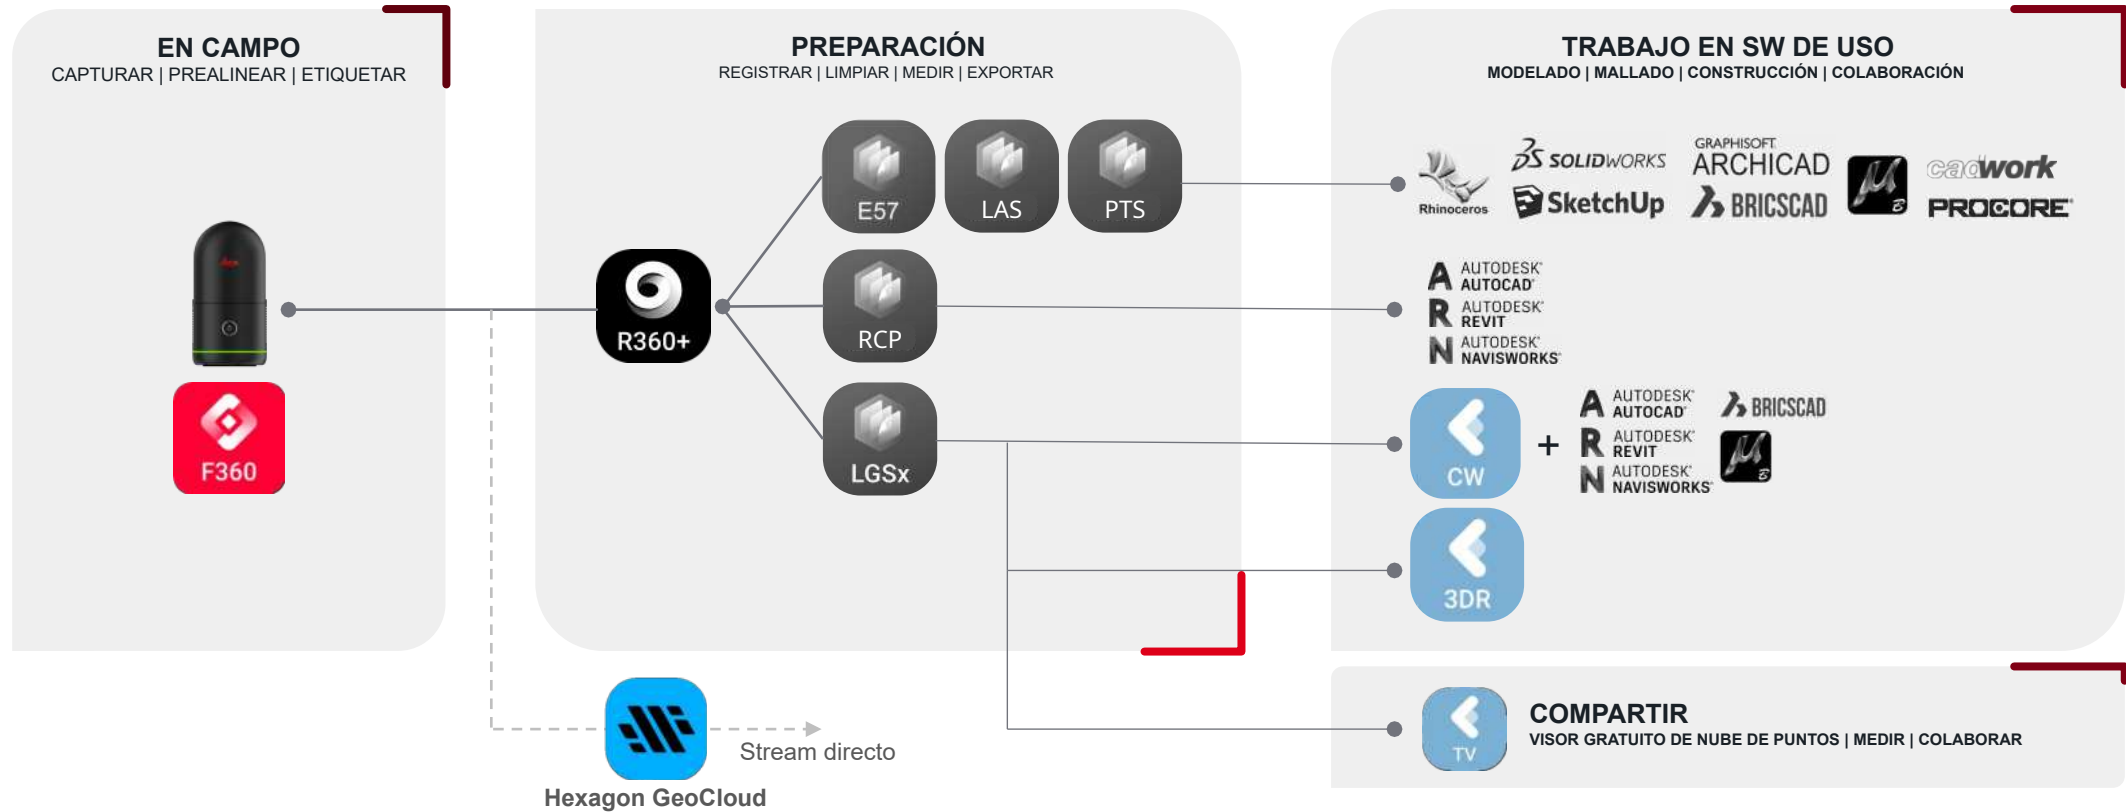 EN CAMPO
CAPTURAR | PREALINEAR | ETIQUETAR
F360
PREPARACIÓN
REGISTRAR | LIMPIAR | MEDIR | EXPORTAR
R360+
E57
LAS
PTS
RCP
LGSx
Stream directo
Hexagon GeoCloud
TRABAJO EN SW DE USO
MODELADO | MALLADO | CONSTRUCCIÓN | COLABORACIÓN
Rhinoceros
SOLIDWORKS
SketchUp
GRAPHISOFT
ARCHICAD
BRICSCAD
μ
B
cadwork
PROCORE
A AUTODESK®
AUTOCAD®
R AUTODESK®
REVIT
N AUTODESK®
NAVISWORKS®
CW
+
A AUTODESK®
AUTOCAD®
R AUTODESK®
REVIT
N AUTODESK®
NAVISWORKS®
BRICSCAD
μ
B
3DR
TV
COMPARTIR
VISOR GRATUITO DE NUBE DE PUNTOS | MEDIR | COLABORAR